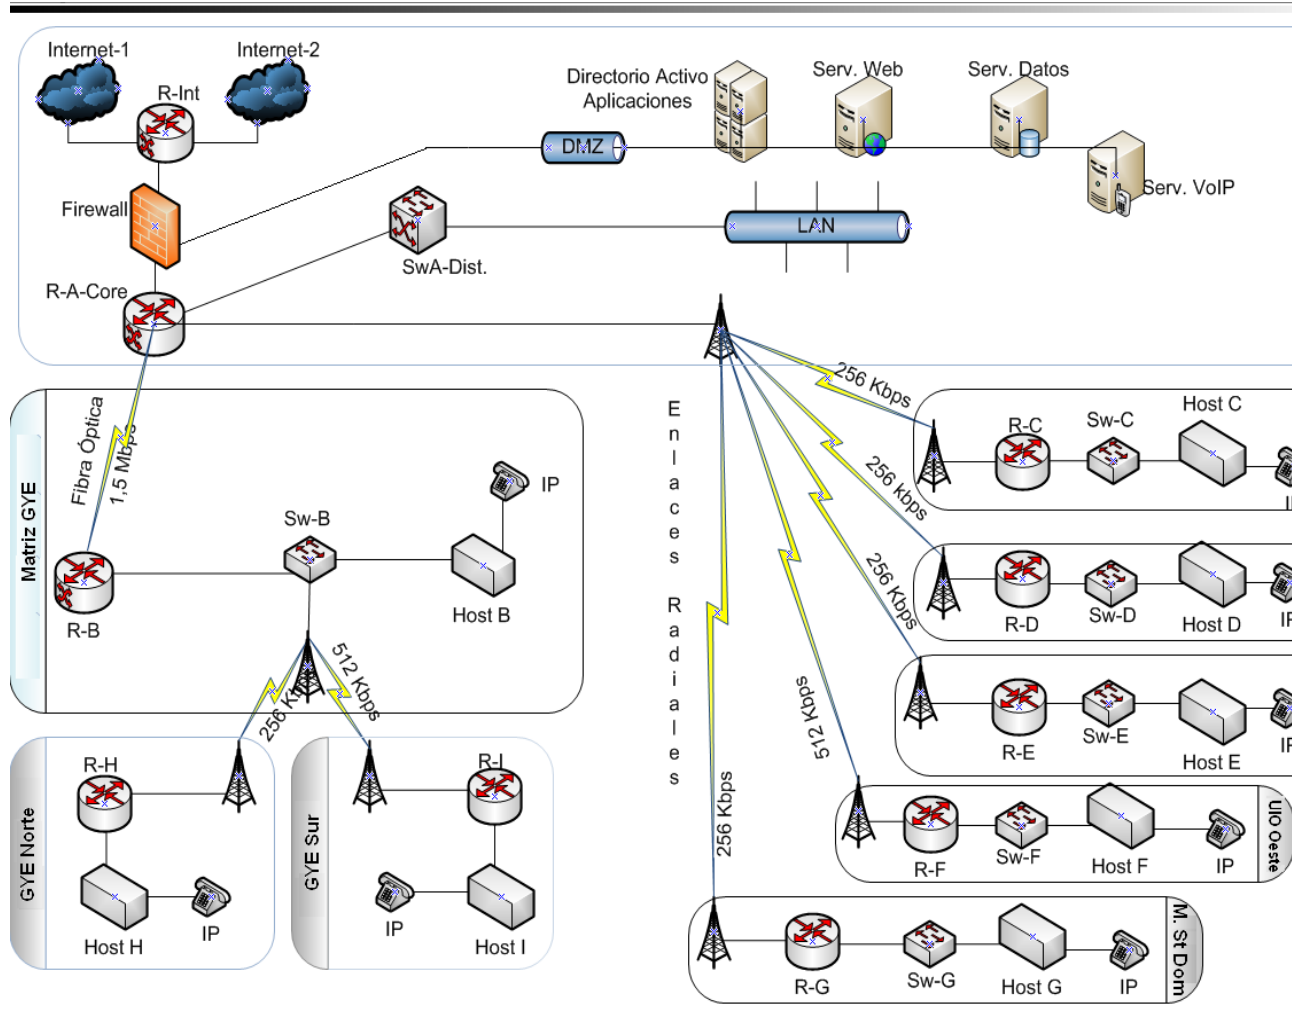 Internet-1
Internet-2
R-Int
Directorio Activo
Aplicaciones
Serv. Web
Serv. Datos
DMZ
Serv. VoIP
Firewall
LAN
SwA-Dist.
R-A-Core
Fibra Óptica
1,5 Mbps
Matriz GYE
Sw-B
IP
R-B
Host B
256 K
512 Kbps
Enlaces Radiales
256 Kbps
256 kbps
256 Kbps
512 Kbps
256 Kbps
R-C
Sw-C
Host C
R-D
Sw-D
Host D
R-E
Sw-E
Host E
R-F
Sw-F
Host F
IP
UIO Oeste
R-G
Sw-G
Host G
IP
M. St Dom
GYE Norte
R-H
Host H
IP
GYE Sur
R-I
IP
Host I